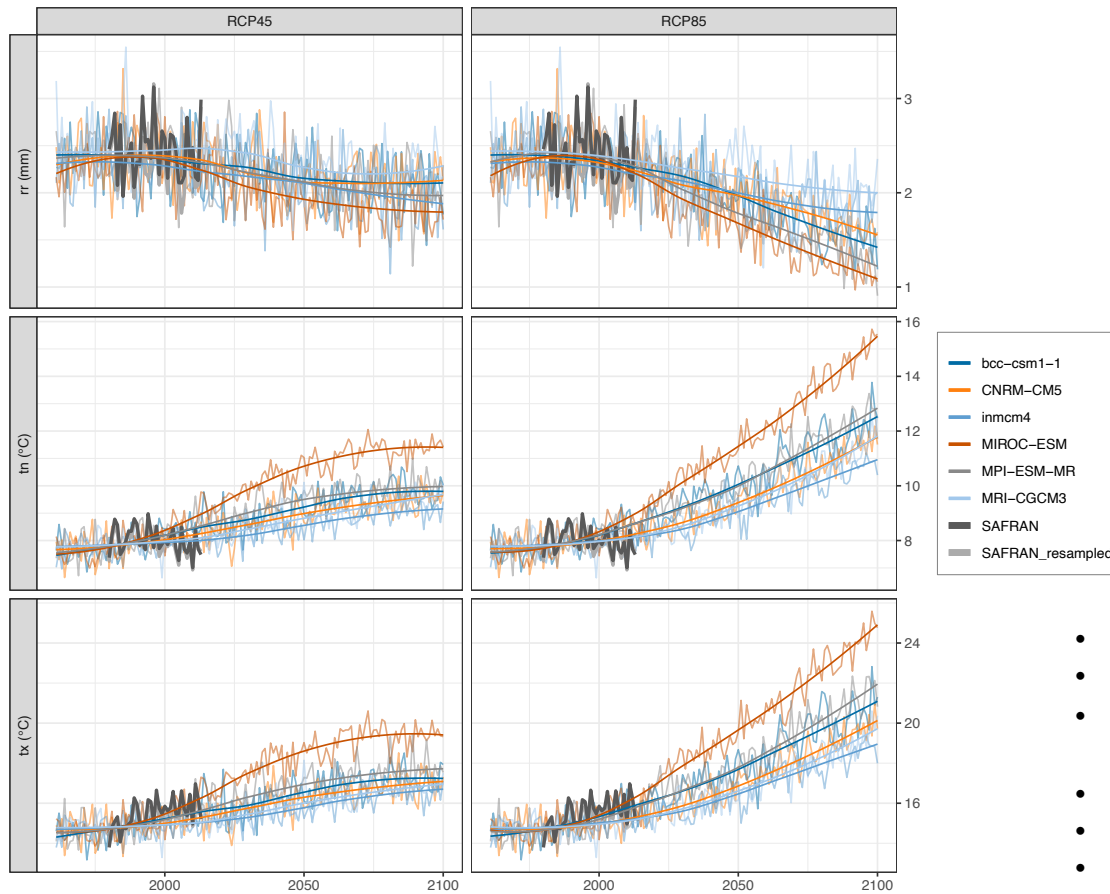 RCP45
RCP85
rr (mm)
3
2
1
tn (°C)
16
14
12
10
8
tx (°C)
24
20
16
2000
2050
2100
2000
2050
2100
bcc−csm1−1
CNRM−CM5
inmcm4
MIROC−ESM
MPI−ESM−MR
MRI−CGCM3
SAFRAN
SAFRAN_resampled
•
•
•
•
•
•